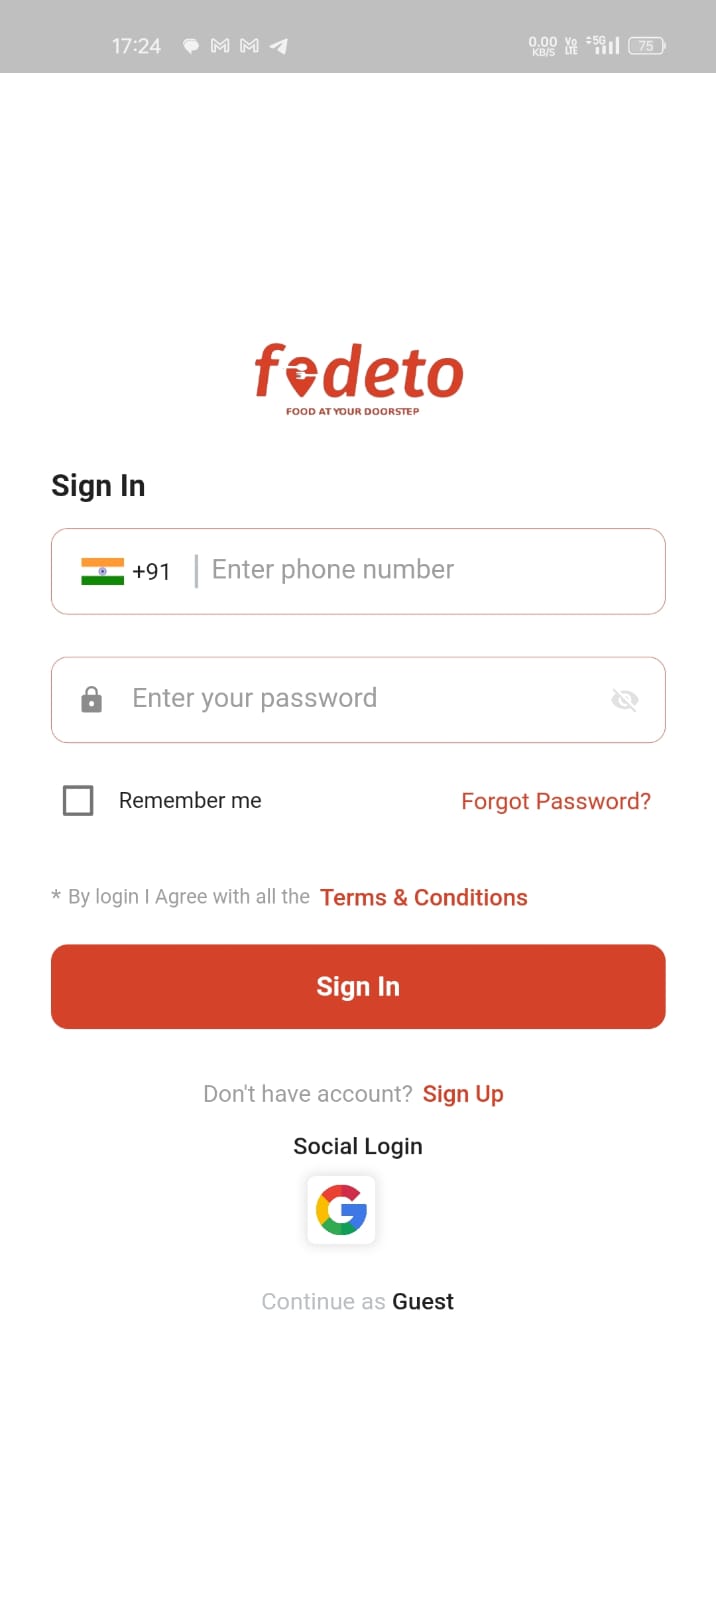 17:24 0.00 KB/S Vo LTE 5G 75
fodeto
FOOD AT YOUR DOORSTEP
Sign In
+91 Enter phone number
Enter your password
Remember me Forgot Password?
* By login I Agree with all the Terms & Conditions
Sign In
Don't have account? Sign Up
Social Login
G
Continue as Guest